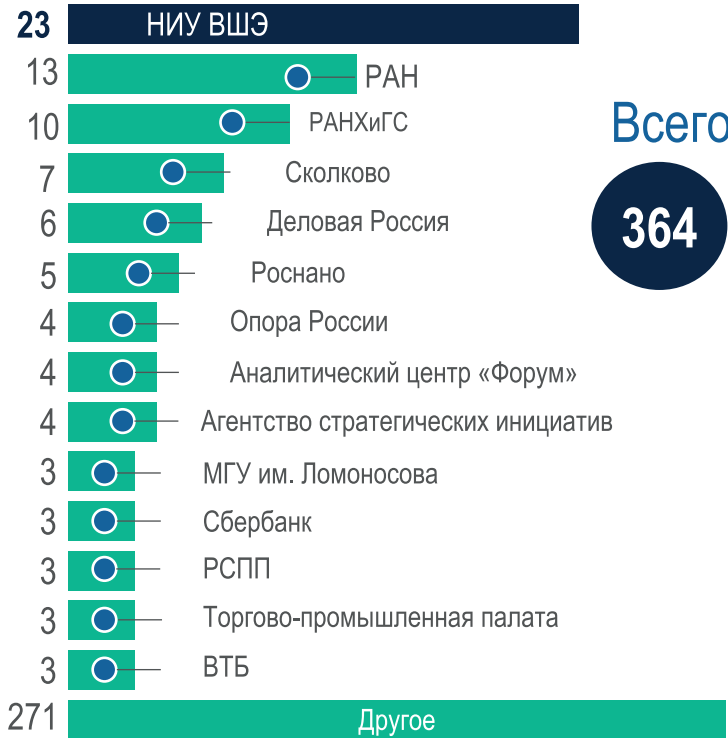 23 НИУ ВШЭ
13 РАН
10 РАНХиГС
Всего
7 Сколково
364
6 Деловая Россия
5 Роснано
4 Опора России
4 Аналитический центр «Форум»
4 Агентство стратегических инициатив
3 МГУ им. Ломоносова
3 Сбербанк
3 РСПП
3 Торгово-промышленная палата
3 ВТБ
271 Другое